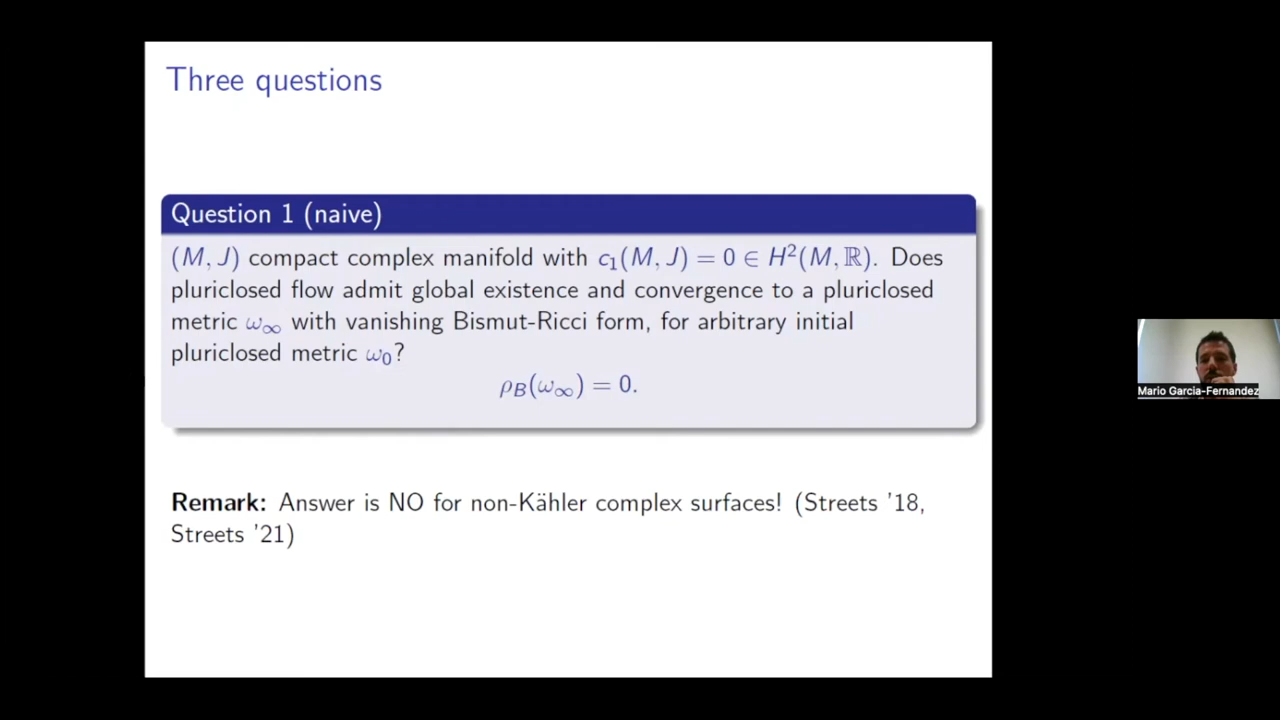 Three questions
Question 1 (naive)
(M, J) compact complex manifold with c₁(M, J) = 0 ∈ H²(M, ℝ). Does
pluriclosed flow admit global existence and convergence to a pluriclosed
metric ω∞ with vanishing Bismut-Ricci form, for arbitrary initial
pluriclosed metric ω₀?
ρ_B(ω∞) = 0.
Remark: Answer is NO for non-Kähler complex surfaces! (Streets '18,
Streets '21)
Mario Garcia-Fernandez